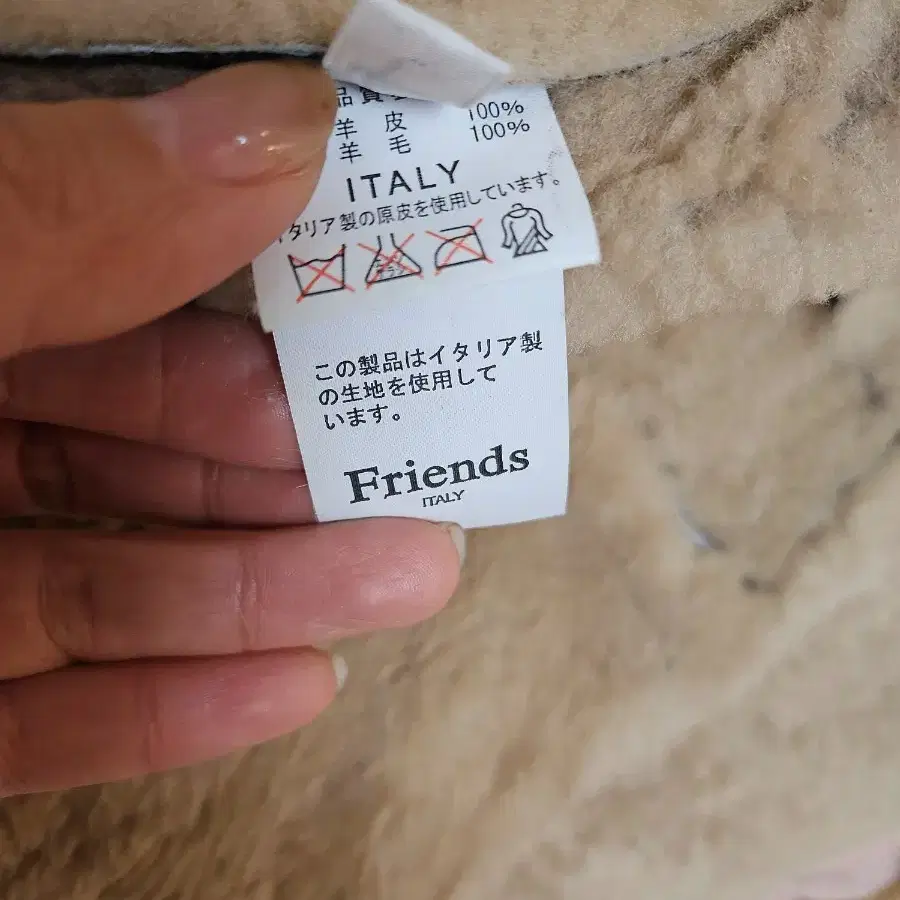 品質
羊 皮 100%
羊 毛 100%
ITALY
イタリア製の原皮を使用しています。
この製品はイタリア製
の生地を使用して
います。
Friends
ITALY